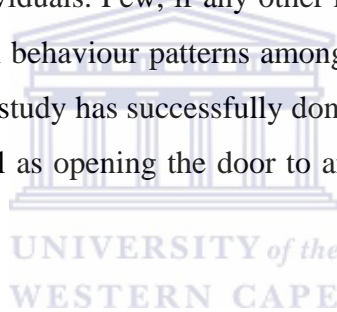 viduals. Few, if any other
behaviour patterns among
study has successfully don
as opening the door to a
UNIVERSITY of the
WESTERN CAPE